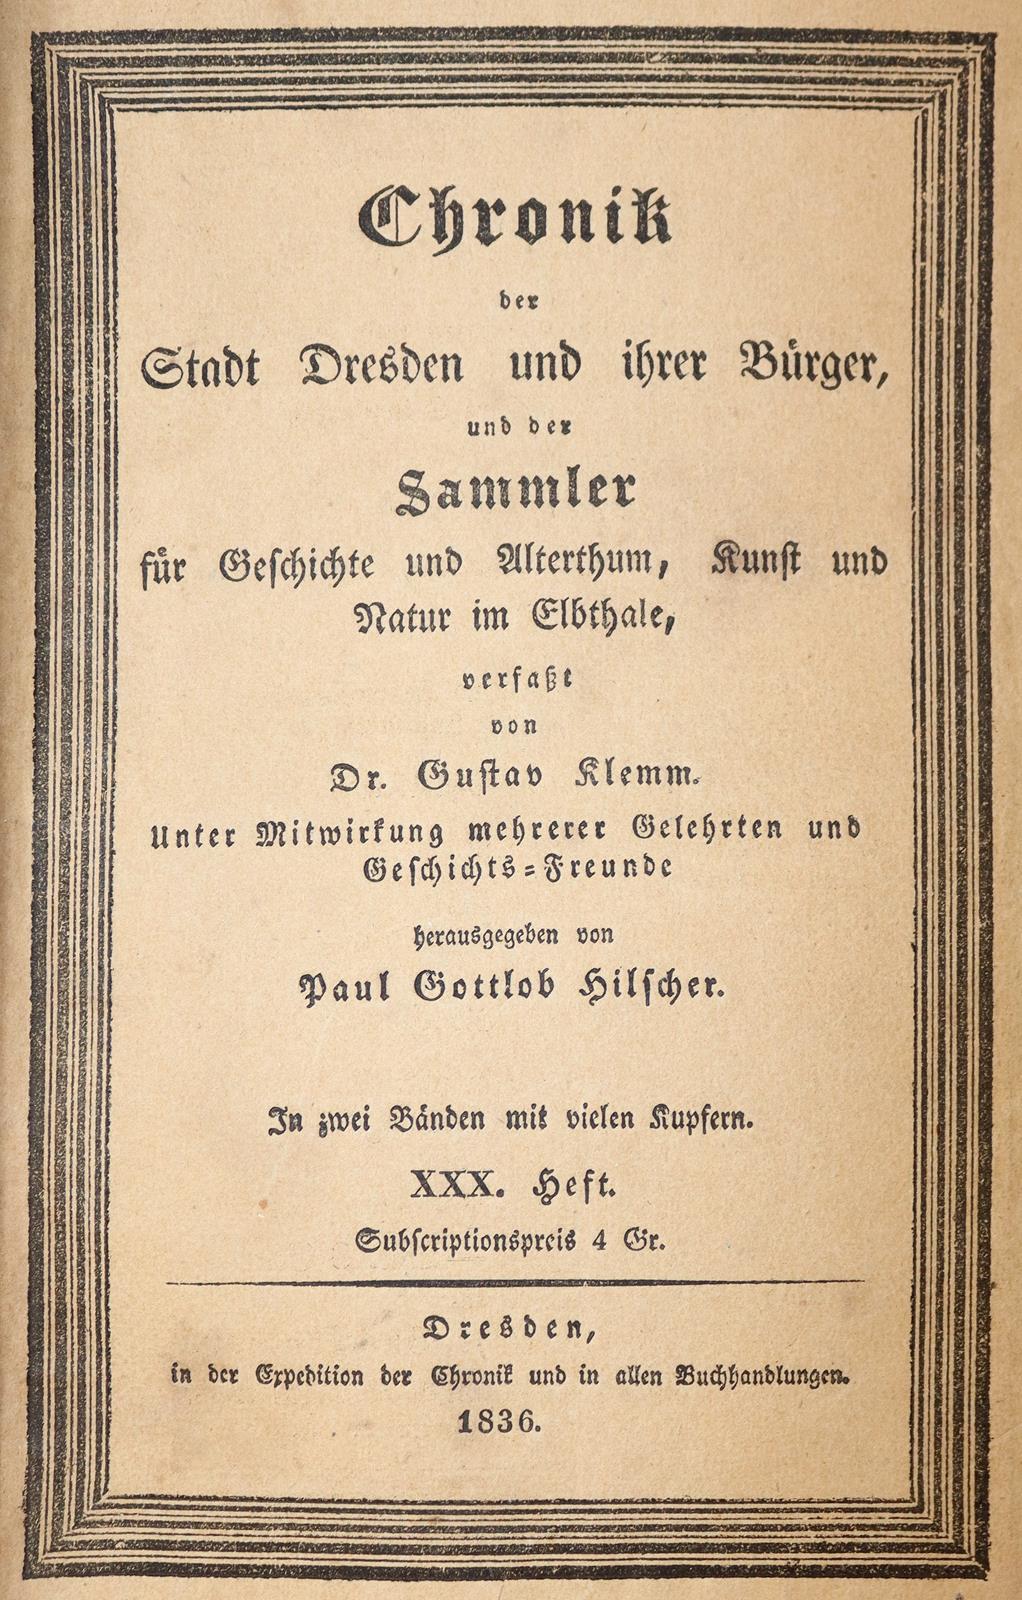 Chronik
der
Stadt Dresden und ihrer Bürger,
und der
Sammler
für Geschichte und Alterthum, Kunst und
Natur im Elbthale,
verfaßt
von
Dr. Gustav Klemm.
Unter Mitwirkung mehrerer Gelehrten und
Geschichts=Freunde
herausgegeben von
Paul Gottlob Hilscher.
In zwei Bänden mit vielen Kupfern.
XXX. Heft.
Subscriptionspreis 4 Gr.
Dresden,
in der Expedition der Chronik und in allen Buchhandlungen.
1836.